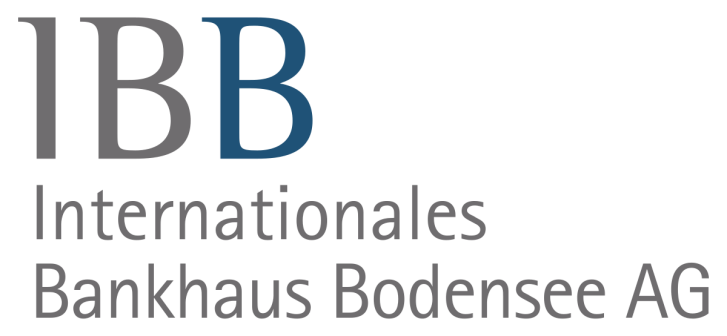 IBB
Internationales
Bankhaus Bodensee AG